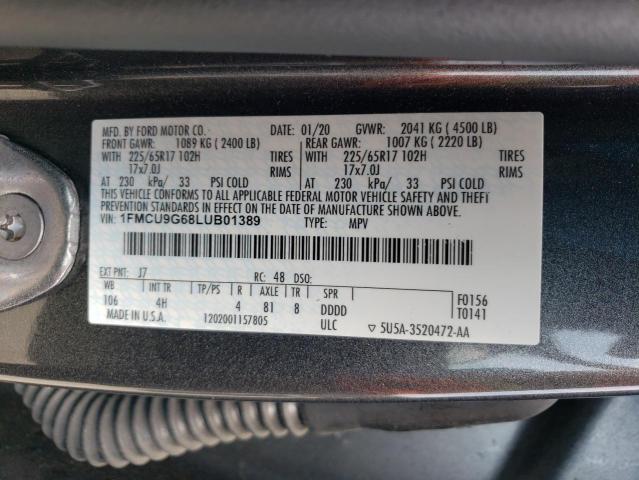 MFD. BY FORD MOTOR CO. 01/20 GVWR: 2041 KG ( 4500 LB)
FRONT GAWR: 1089 KG ( 2400 LB) REAR GAWR: 1007 KG ( 2220 LB)
WITH 225/65R17 102H TIRES WITH 225/65R17 102H TIRES
17x7.0J RIMS 17x7.0J RIMS
AT 230 kPa/ 33 PSI COLD AT 230 kPa/ 33 PSI COLD
THIS VEHICLE CONFORMS TO ALL APPLICABLE FEDERAL MOTOR VEHICLE SAFETY AND THEFT
PREVENTION STANDARDS IN EFFECT ON THE DATE OF MANUFACTURE SHOWN ABOVE.
VIN: 1FMCU9G68LUB01389 TYPE: MPV
EXT PNT: J7 RC: 48 DSO:
WB INT TR TP/PS R AXLE TR SPR F0156
106 4H 4 81 8 DDDD T0141
MADE IN U.S.A. 1202001157805 ULC ▽ 5U5A-3520472-AA